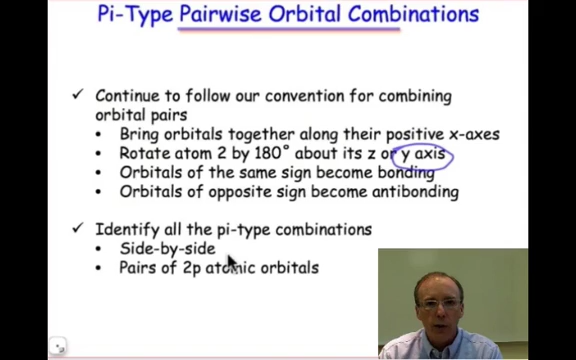 Pi-Type Pairwise Orbital Combinations
✓ Continue to follow our convention for combining
orbital pairs
• Bring orbitals together along their positive x-axes
• Rotate atom 2 by 180° about its z or y axis
• Orbitals of the same sign become bonding
• Orbitals of opposite sign become antibonding
✓ Identify all the pi-type combinations
• Side-by-side
• Pairs of 2p atomic orbitals